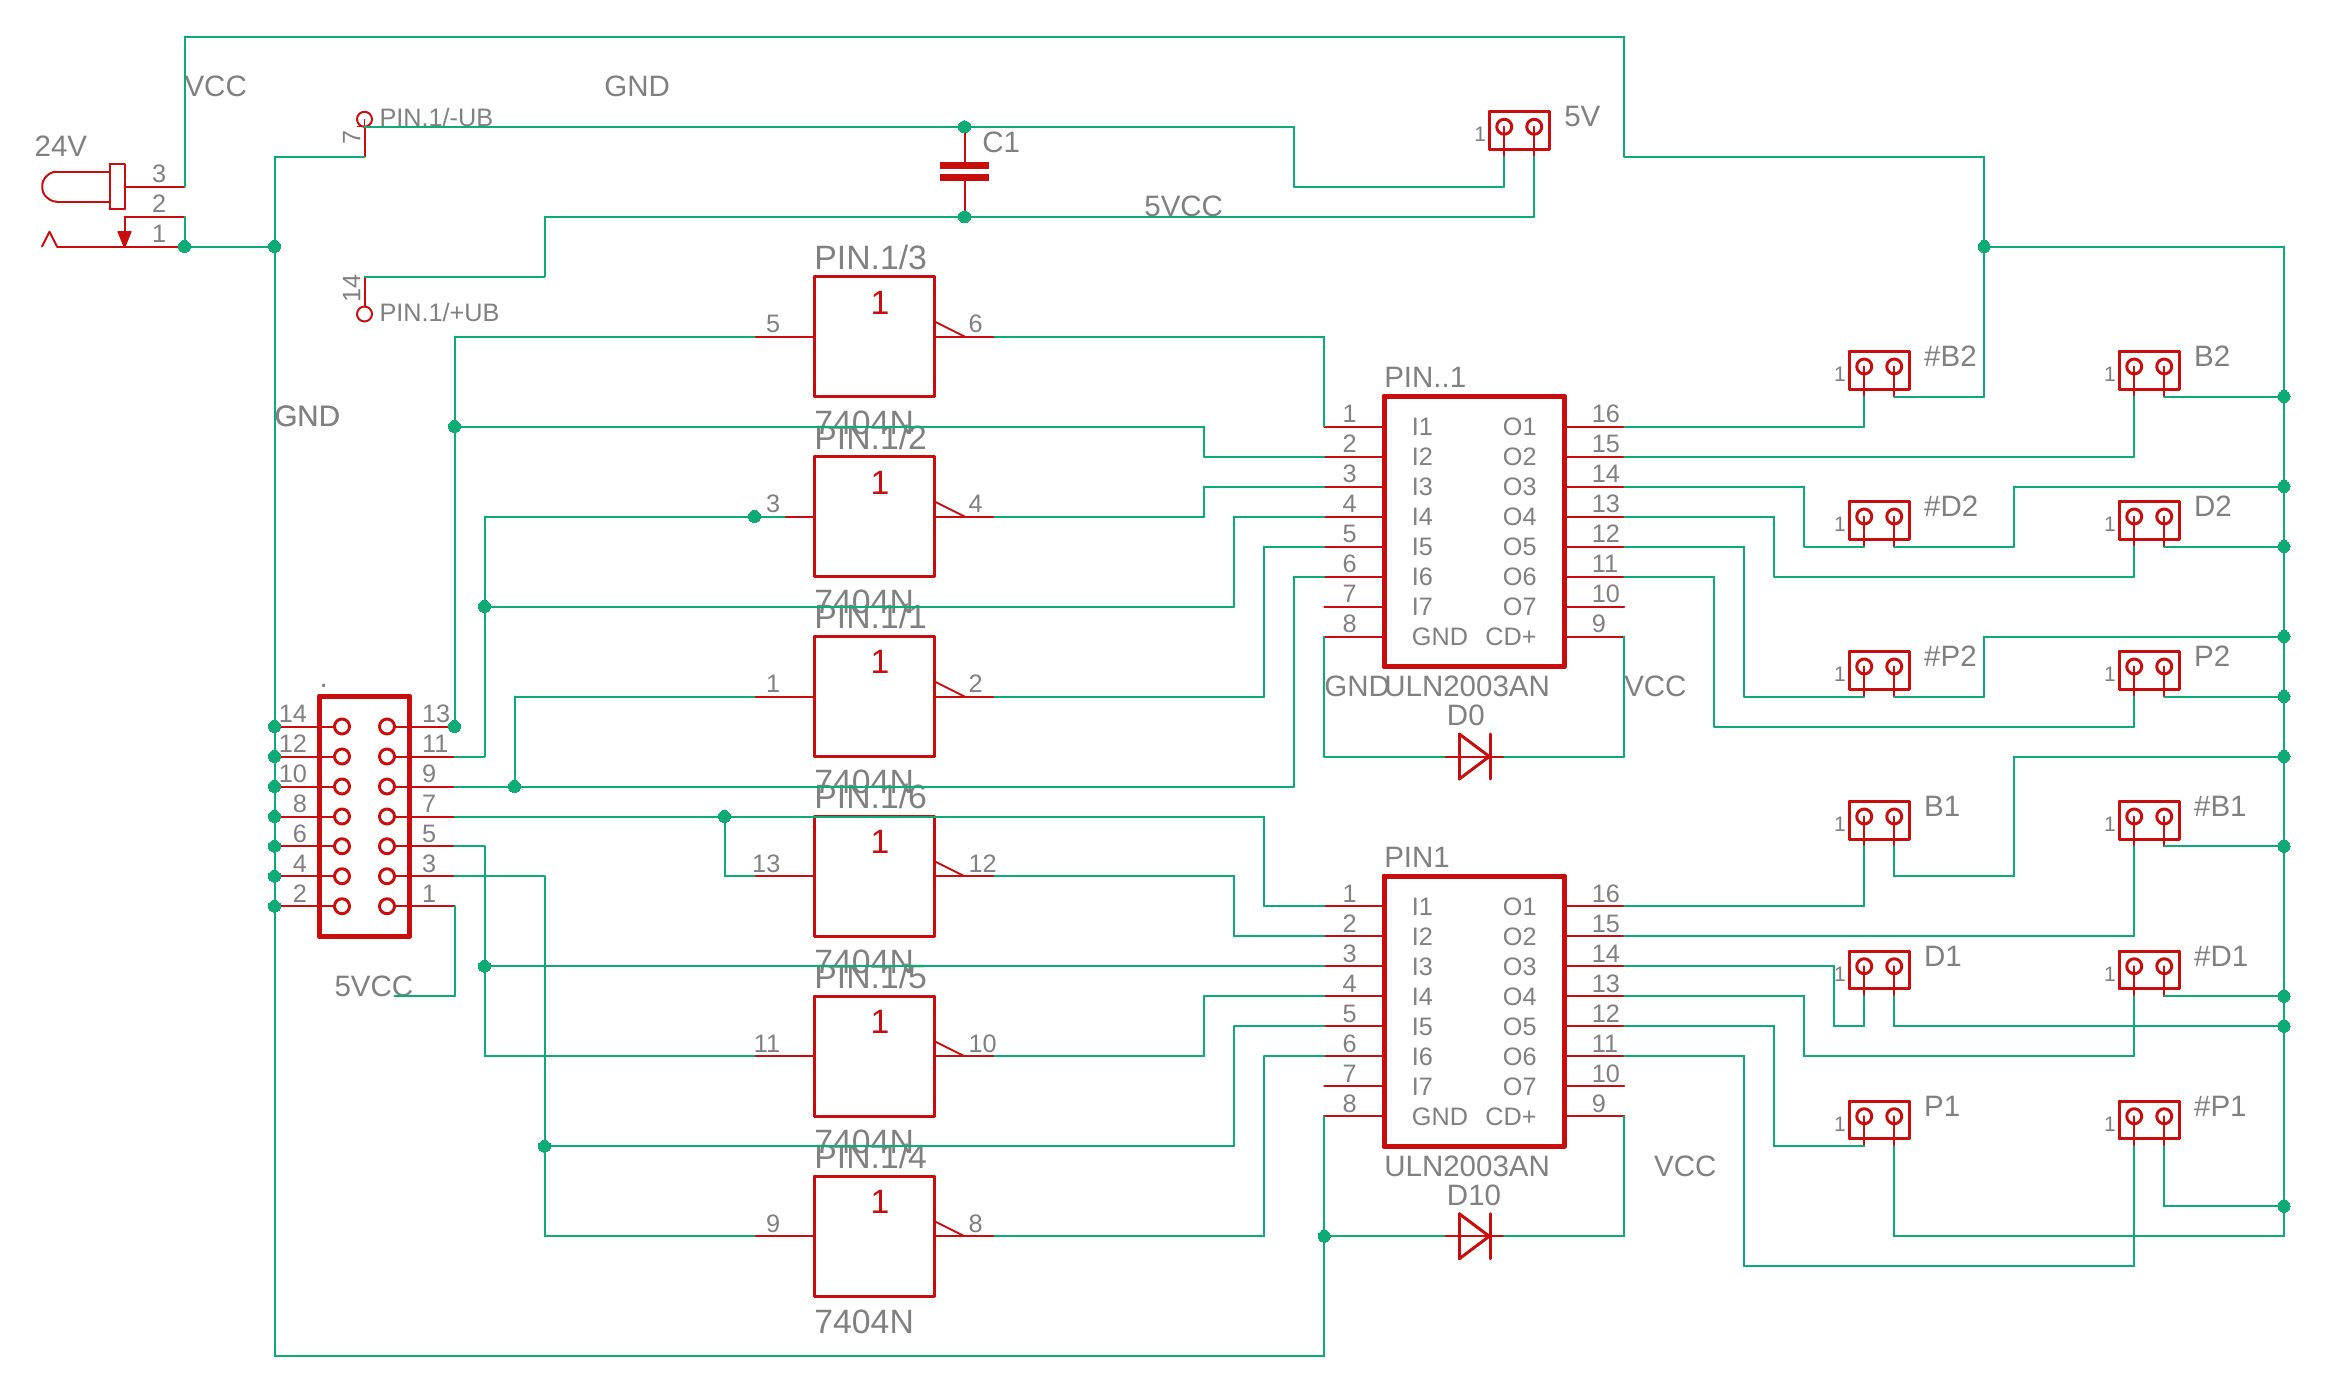 VCC
GND
PIN.1/-UB
7
5V
1
C1
24V
3
2
1
5VCC
14
PIN.1/+UB
PIN.1/3
1
5
6
7404N
#B2
1
B2
1
GND
PIN..1
1 I1 O1 16
2 I2 O2 15
3 I3 O3 14
4 I4 O4 13
5 I5 O5 12
6 I6 O6 11
7 I7 O7 10
8 GND CD+ 9
GND
ULN2003AN
VCC
D0
PIN.1/2
1
3
4
7404N
#D2
1
D2
1
PIN.1/1
1
1
2
7404N
#P2
1
P2
1
.
14 13
12 11
10 9
8 7
6 5
4 3
2 1
5VCC
PIN.1/6
1
13
12
7404N
B1
1
#B1
1
PIN1
1 I1 O1 16
2 I2 O2 15
3 I3 O3 14
4 I4 O4 13
5 I5 O5 12
6 I6 O6 11
7 I7 O7 10
8 GND CD+ 9
ULN2003AN
VCC
D10
PIN.1/5
1
11
10
7404N
D1
1
#D1
1
PIN.1/4
1
9
8
7404N
P1
1
#P1
1